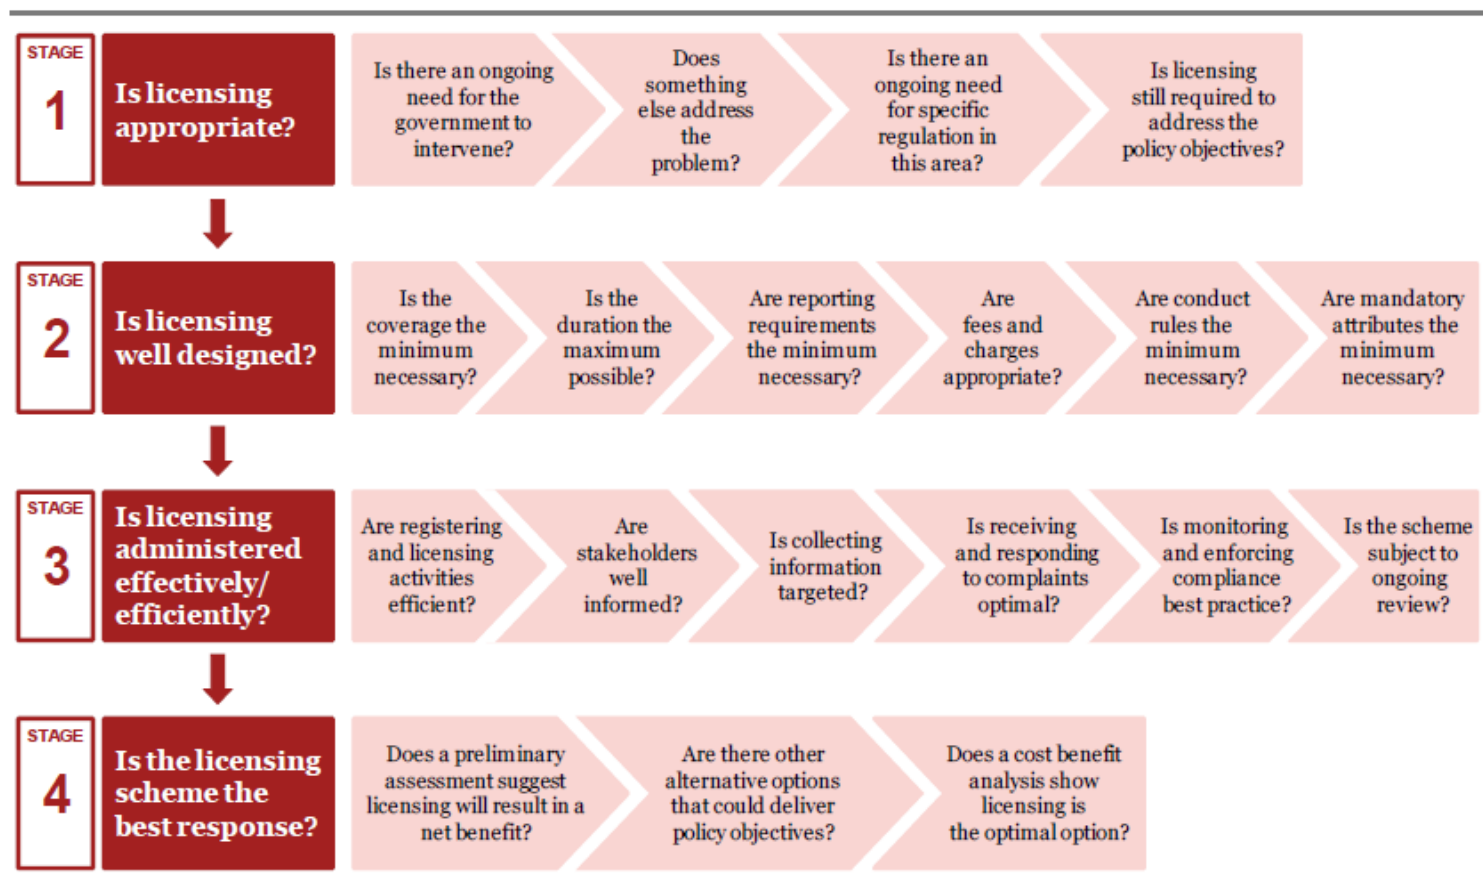 STAGE
1
Is licensing
appropriate?
Is there an ongoing
need for the
government to
intervene?
Does
something
else address
the
problem?
Is there an
ongoing need
for specific
regulation in
this area?
Is licensing
still required to
address the
policy objectives?
STAGE
2
Is licensing
well designed?
Is the
coverage the
minimum
necessary?
Is the
duration the
maximum
possible?
Are reporting
requirements
the minimum
necessary?
Are
fees and
charges
appropriate?
Are conduct
rules the
minimum
necessary?
Are mandatory
attributes the
minimum
necessary?
STAGE
3
Is licensing
administered
effectively/
efficiently?
Are registering
and licensing
activities
efficient?
Are
stakeholders
well
informed?
Is collecting
information
targeted?
Is receiving
and responding
to complaints
optimal?
Is monitoring
and enforcing
compliance
best practice?
Is the scheme
subject to
ongoing
review?
STAGE
4
Is the licensing
scheme the
best response?
Does a preliminary
assessment suggest
licensing will result in a
net benefit?
Are there other
alternative options
that could deliver
policy objectives?
Does a cost benefit
analysis show
licensing is
the optimal option?